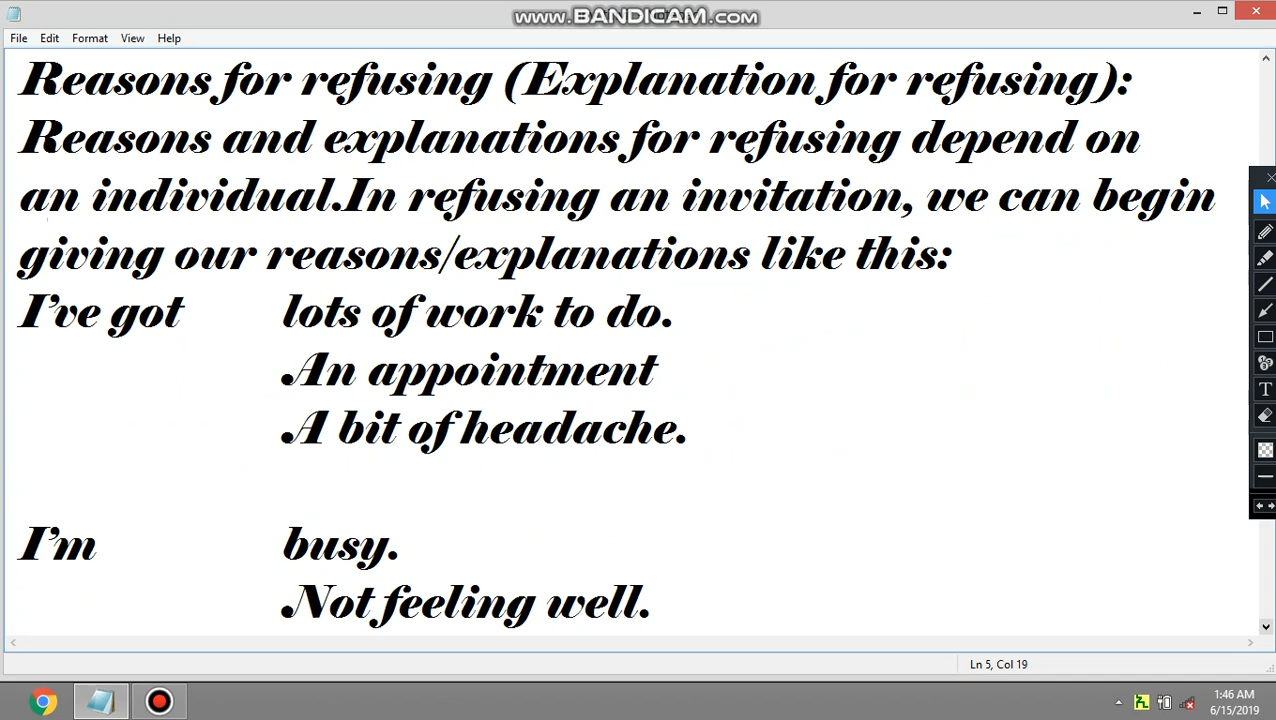 www.BANDICAM.com
File Edit Format View Help
Reasons for refusing (Explanation for refusing):
Reasons and explanations for refusing depend on
an individual.In refusing an invitation, we can begin
giving our reasons/explanations like this:
I've got lots of work to do.
An appointment
A bit of headache.
I'm busy.
Not feeling well.
Ln 5, Col 19
1:46 AM
6/15/2019